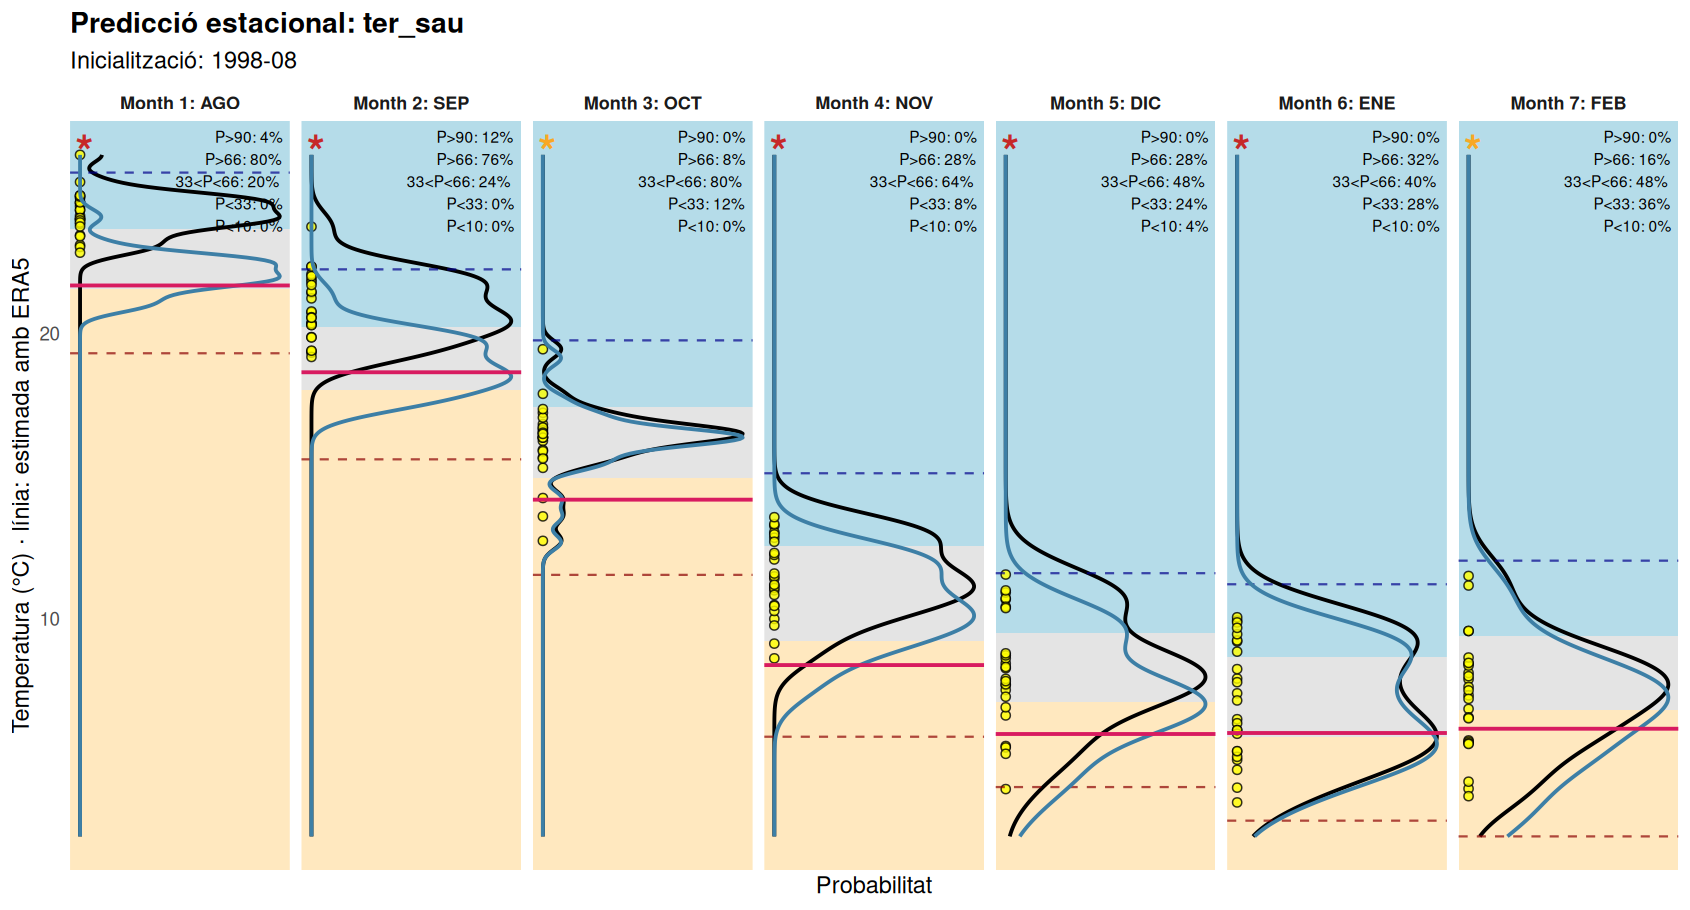 Predicció estacional: ter_sau
Inicialització: 1998-08
Month 1: AGO
Month 2: SEP
Month 3: OCT
Month 4: NOV
Month 5: DIC
Month 6: ENE
Month 7: FEB
P>90: 4%
P>66: 80%
33<P<66: 20%
P<33: 0%
P<10: 0%
P>90: 12%
P>66: 76%
33<P<66: 24%
P<33: 0%
P<10: 0%
P>90: 0%
P>66: 8%
33<P<66: 80%
P<33: 12%
P<10: 0%
P>90: 0%
P>66: 28%
33<P<66: 64%
P<33: 8%
P<10: 0%
P>90: 0%
P>66: 28%
33<P<66: 48%
P<33: 24%
P<10: 4%
P>90: 0%
P>66: 32%
33<P<66: 40%
P<33: 28%
P<10: 0%
P>90: 0%
P>66: 16%
33<P<66: 48%
P<33: 36%
P<10: 0%
Temperatura (°C) · línia: estimada amb ERA5
20
10
Probabilitat